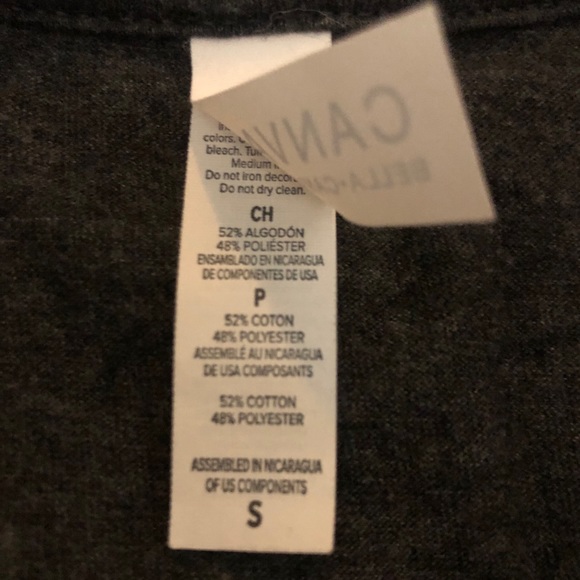 CANV
colors.
bleach.
Medium
Do not iron
Do not dry clean.
CH
52% ALGODÓN
48% POLIÉSTER
ENSAMBLADO EN NICARAGUA
DE COMPONENTES DE USA
P
52% COTON
48% POLYESTER
ASSEMBLÉ AU NICARAGUA
DE USA COMPOSANTS
52% COTTON
48% POLYESTER
ASSEMBLED IN NICARAGUA
OF US COMPONENTS
S